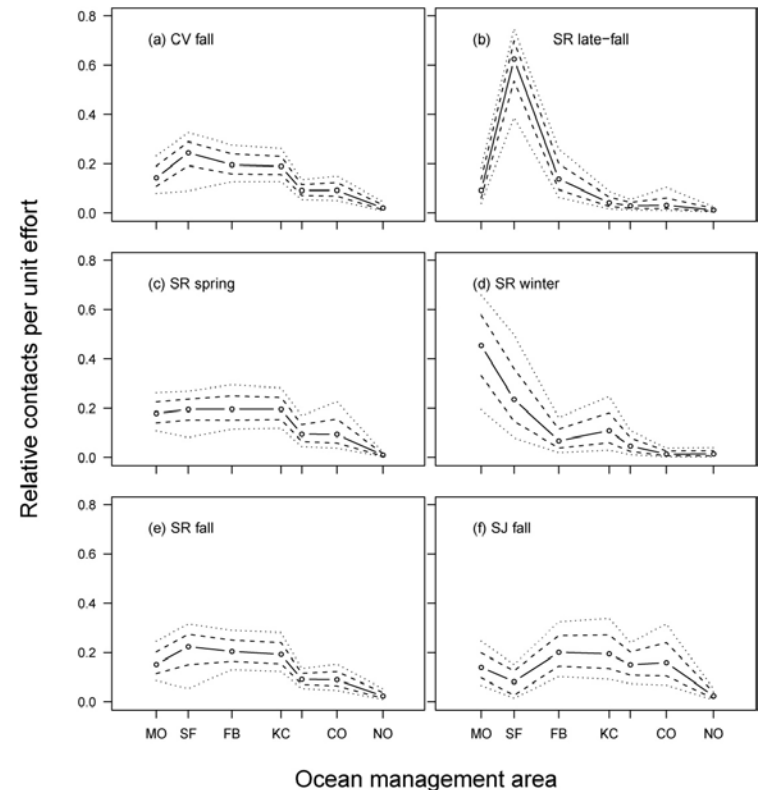 Relative contacts per unit effort
0.8
0.6
0.4
0.2
0.0
(a) CV fall
(b) SR late−fall
0.8
0.6
0.4
0.2
0.0
(c) SR spring
(d) SR winter
0.8
0.6
0.4
0.2
0.0
(e) SR fall
(f) SJ fall
MO SF FB KC CO NO
MO SF FB KC CO NO
Ocean management area